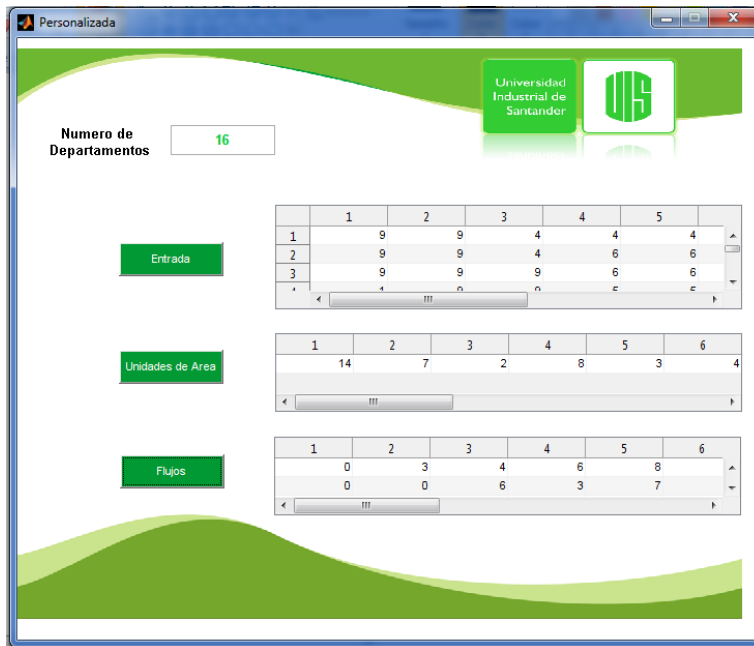 Personalizada
Universidad
Industrial de
Santander
UIS
Numero de
Departamentos
16
1 2 3 4 5
1 9 9 4 4 4
Entrada
2 9 9 4 6 6
3 9 9 9 6 6
1 2 3 4 5 6
Unidades de Area
14 7 2 8 3 4
1 2 3 4 5 6
Flujos
0 3 4 6 8
0 0 6 3 7